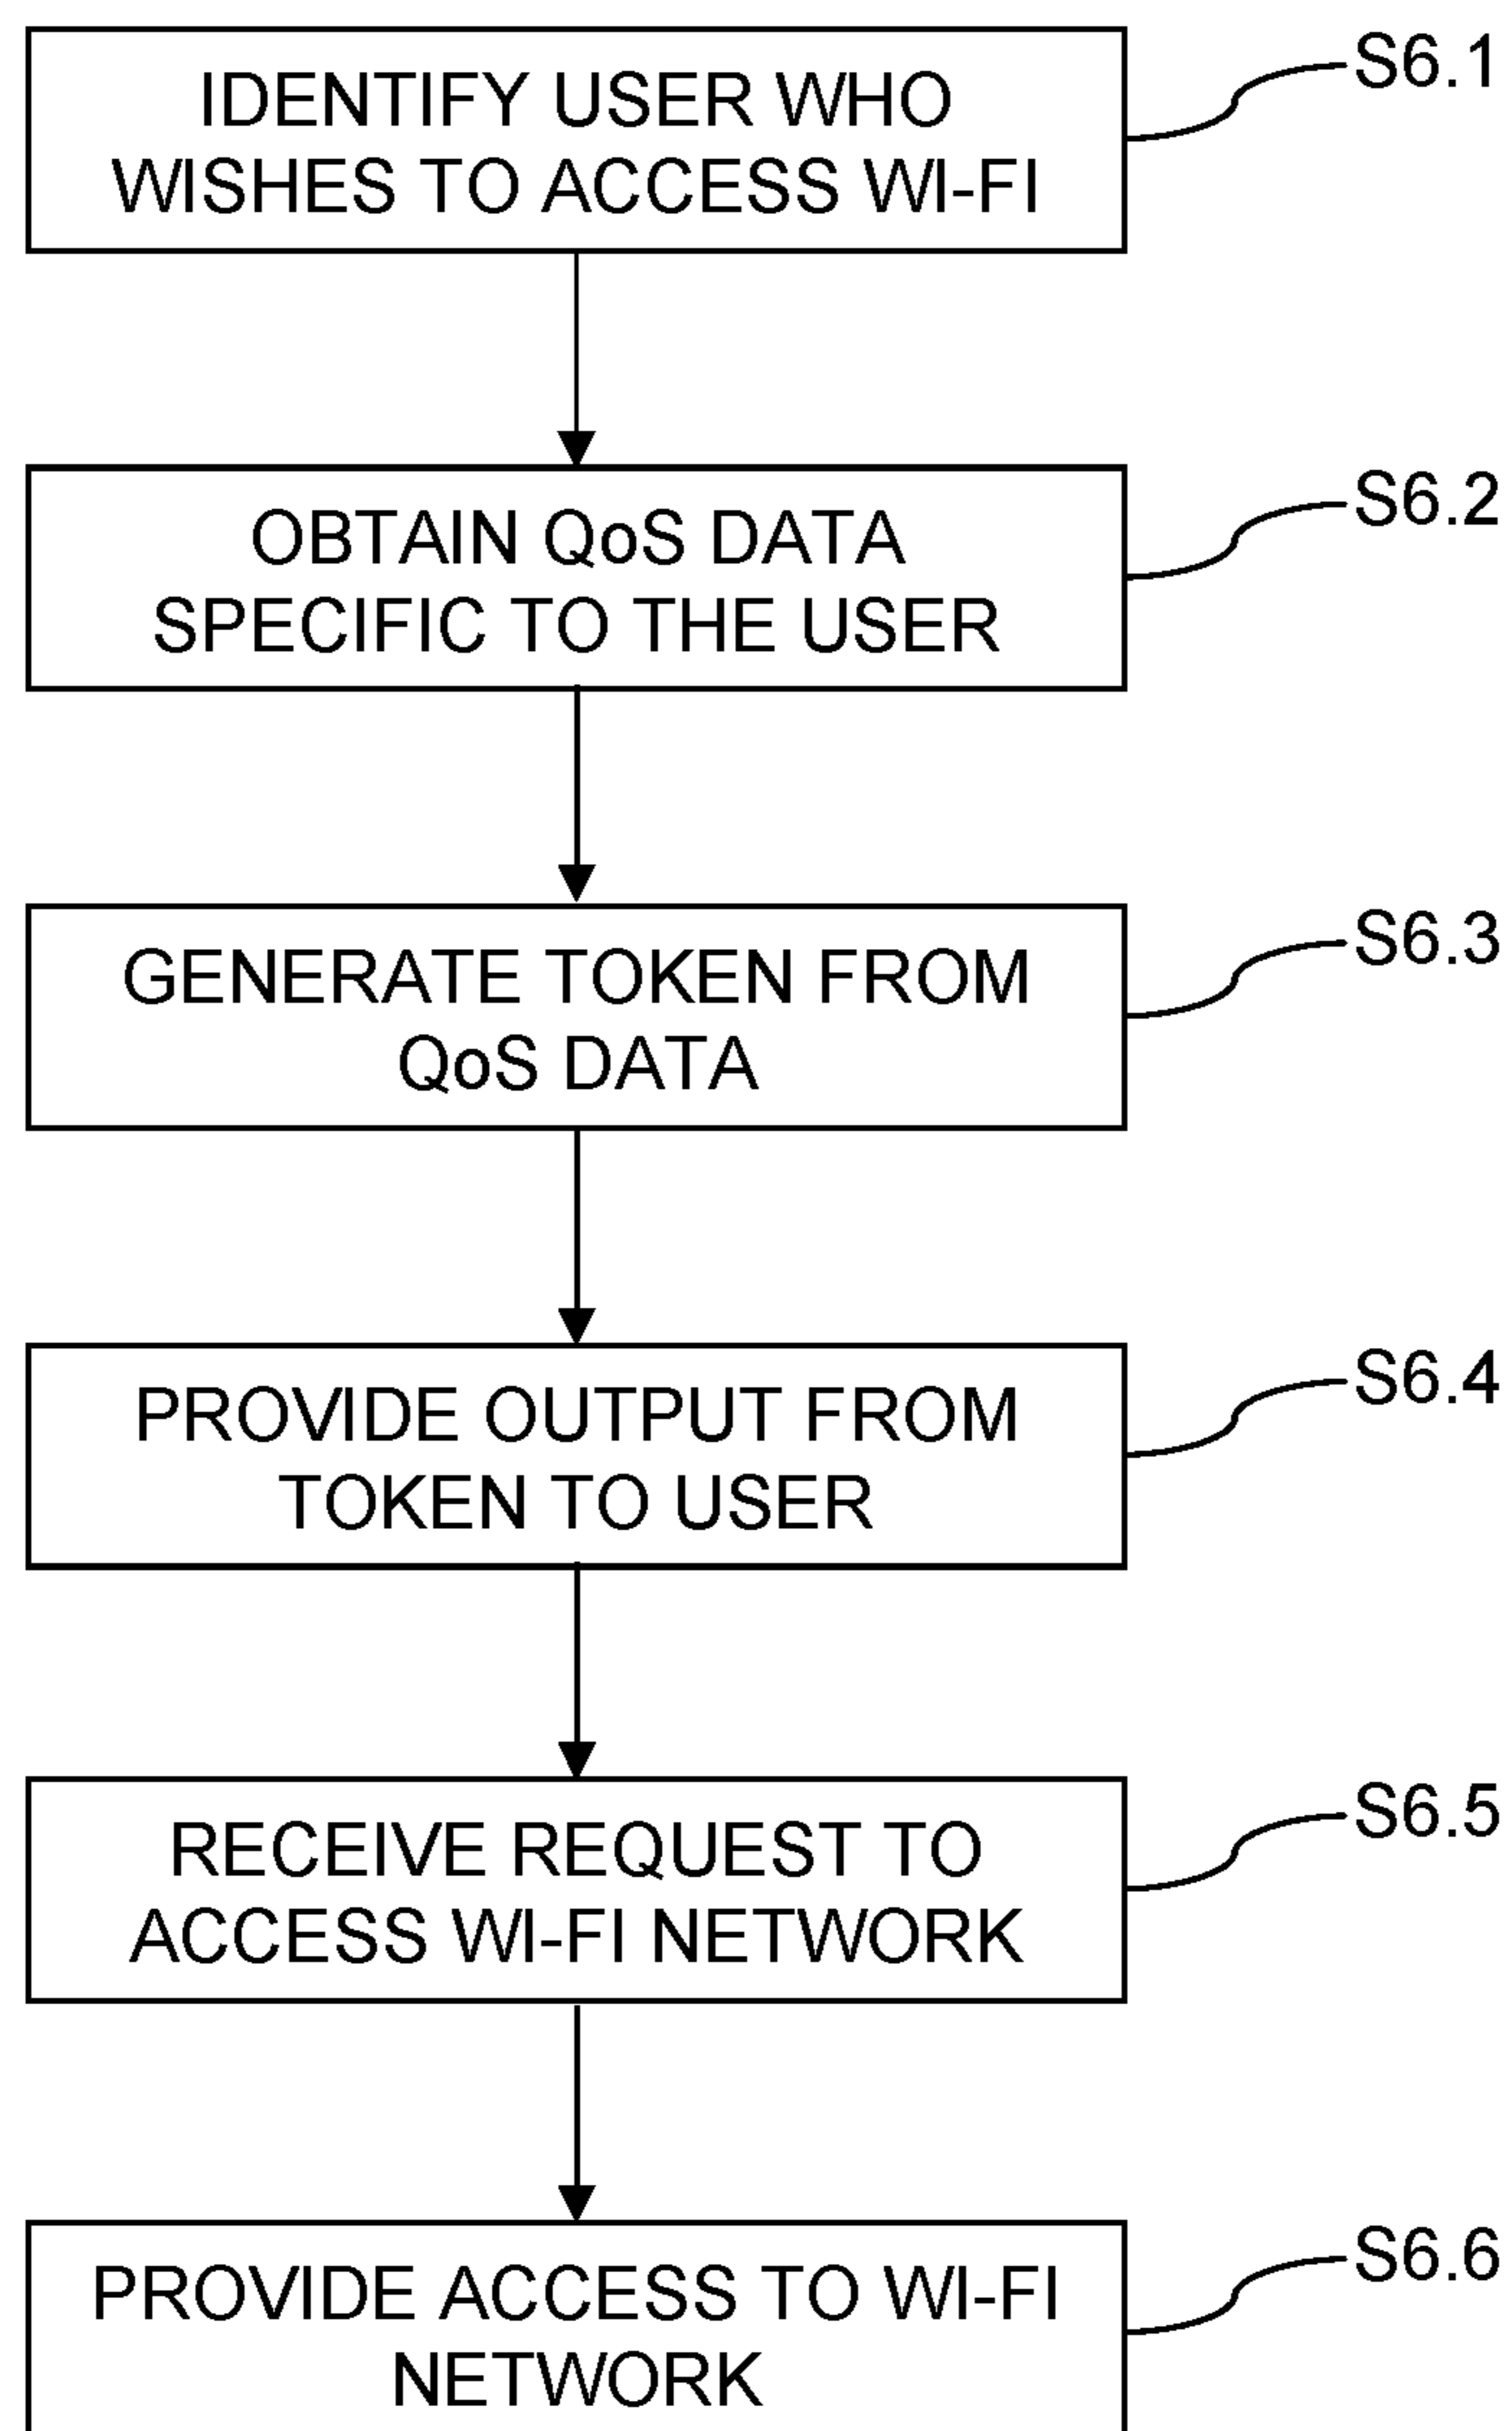 IDENTIFY USER WHO
WISHES TO ACCESS WI-FI
S6.1
OBTAIN QoS DATA
SPECIFIC TO THE USER
S6.2
GENERATE TOKEN FROM
QoS DATA
S6.3
PROVIDE OUTPUT FROM
TOKEN TO USER
S6.4
RECEIVE REQUEST TO
ACCESS WI-FI NETWORK
S6.5
PROVIDE ACCESS TO WI-FI
NETWORK
S6.6